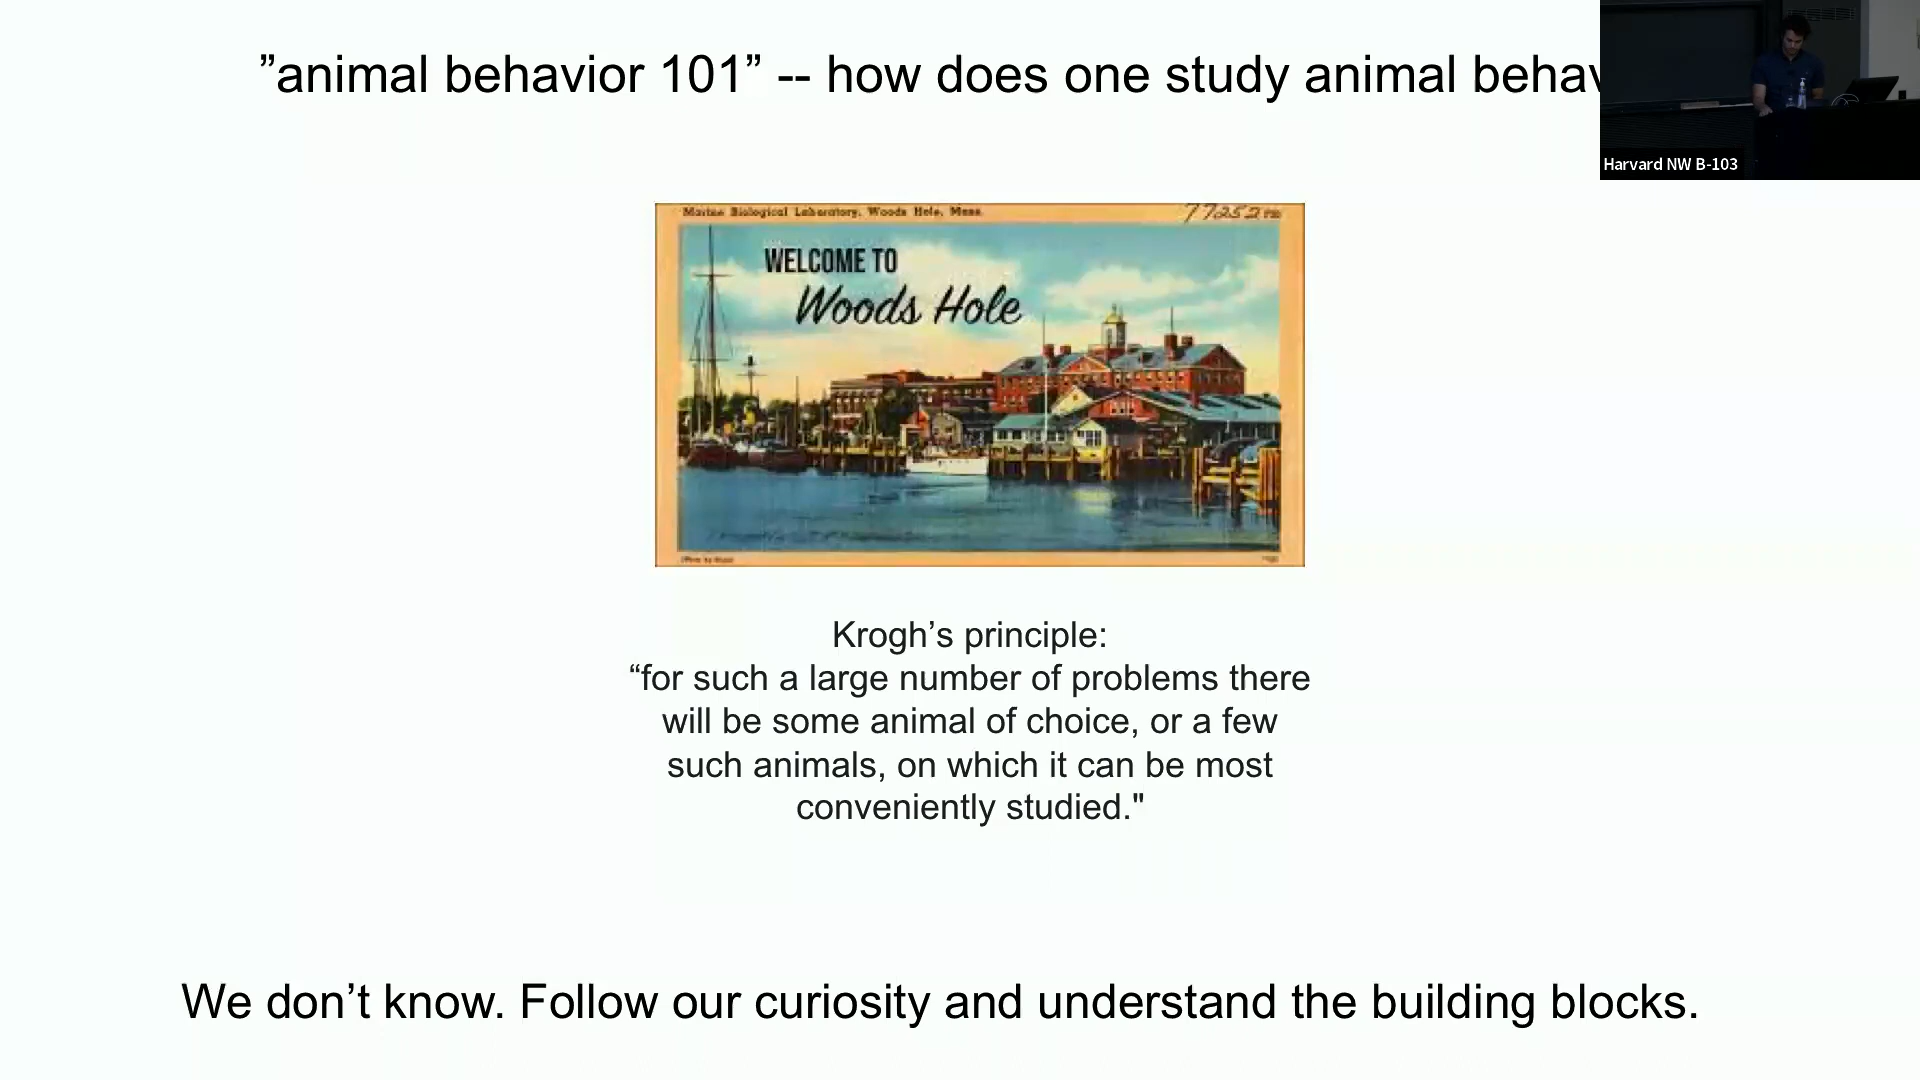 ”animal behavior 101” -- how does one study animal behav
Harvard NW B-103
Marine Biological Laboratory, Woods Hole, Mass.
77252
WELCOME TO
Woods Hole
Krogh’s principle:
“for such a large number of problems there
will be some animal of choice, or a few
such animals, on which it can be most
conveniently studied."
We don’t know. Follow our curiosity and understand the building blocks.